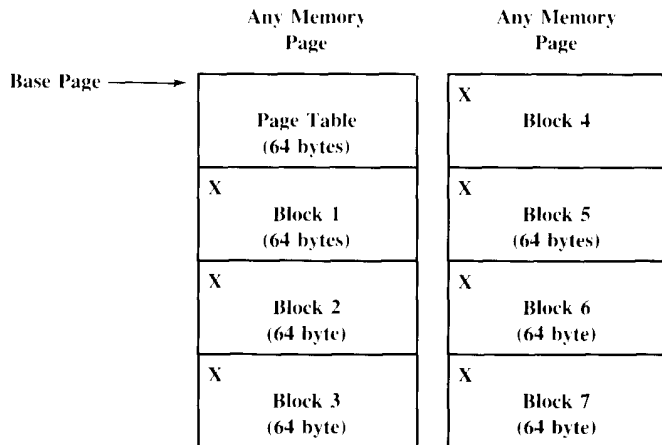 Any Memory
Page
Any Memory
Page
Base Page
Page Table
(64 bytes)
X
Block 1
(64 bytes)
X
Block 2
(64 byte)
X
Block 3
(64 byte)
X
Block 4
X
Block 5
(64 bytes)
X
Block 6
(64 byte)
X
Block 7
(64 byte)